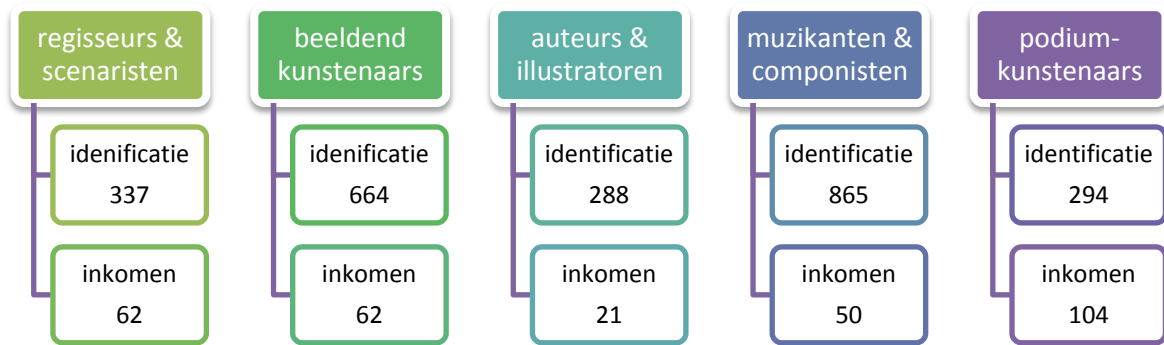 regisseurs &
scenaristen
idenificatie
337
inkomen
62
beeldend
kunstenaars
idenificatie
664
inkomen
62
auteurs &
illustratoren
identificatie
288
inkomen
21
muzikanten &
componisten
identificatie
865
inkomen
50
podium-
kunstenaars
identificatie
294
inkomen
104